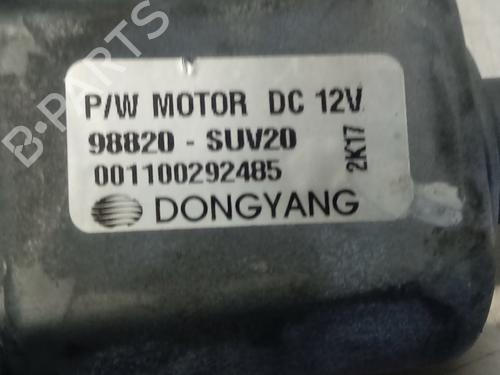 B-PARTS
P/W MOTOR DC 12V
98820 - SUV20
001100292485
2K17
DONGYANG